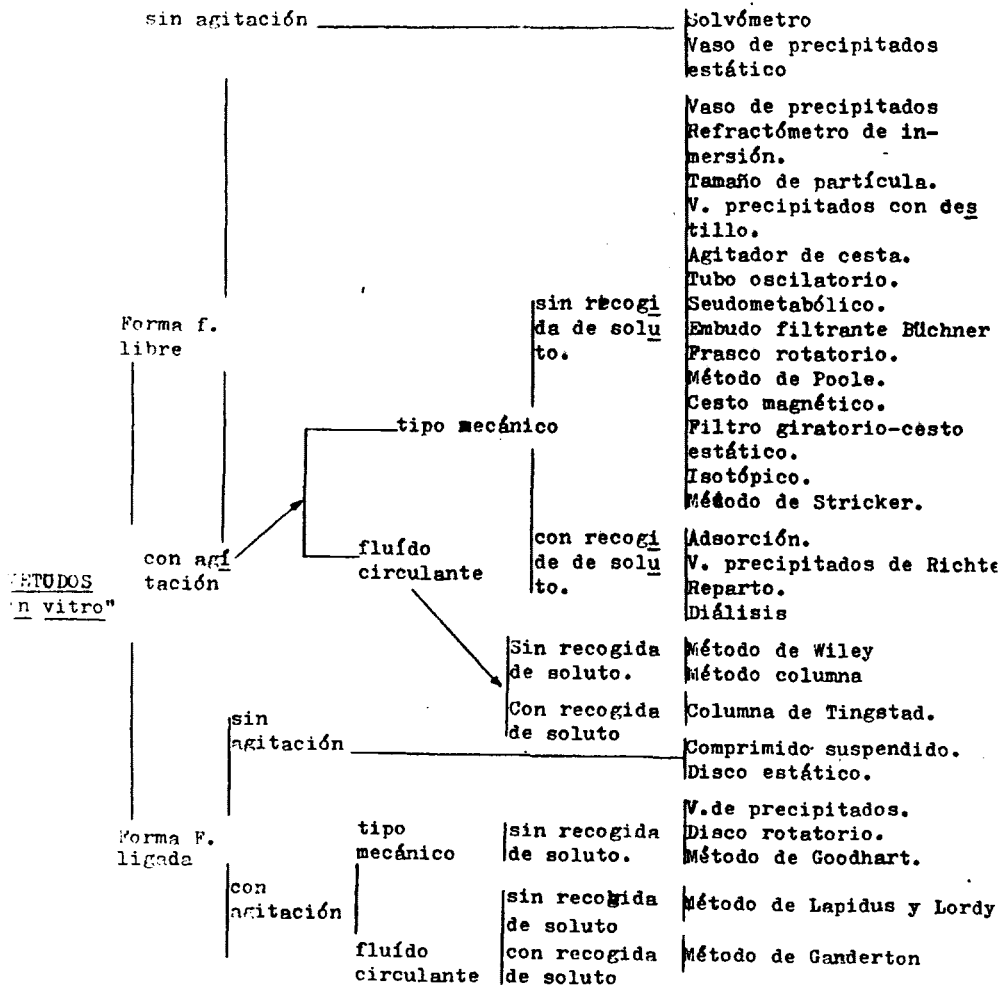 sin agitación
Solvómetro
Vaso de precipitados
estático
Vaso de precipitados
Refractómetro de in-
mersión.
Tamaño de partícula.
V. precipitados con des
tillo.
Agitador de cesta.
Tubo oscilatorio.
Seudometabólico.
Embudo filtrante Büchner
Frasco rotatorio.
Método de Poole.
Cesto magnético.
Filtro giratorio-cesto
estático.
Isotópico.
Método de Stricker.
sin recogi
da de solu
to.
Forma f.
libre
tipo mecánico
con agi
tación
fluído
circulante
con recogi
de de solu
to.
Adsorción.
V. precipitados de Richte
Reparto.
Diálisis
METODOS
n vitro"
Sin recogida
de soluto.
Método de Wiley
Método columna
Con recogida
de soluto
Columna de Tingstad.
sin
agitación
Comprimido suspendido.
Disco estático.
Forma F.
ligada
tipo
mecánico
sin recogida
de soluto.
V.de precipitados.
Disco rotatorio.
Método de Goodhart.
con
agitación
sin recogida
de soluto
Método de Lapidus y Lordy
fluído
circulante
con recogida
de soluto
Método de Ganderton